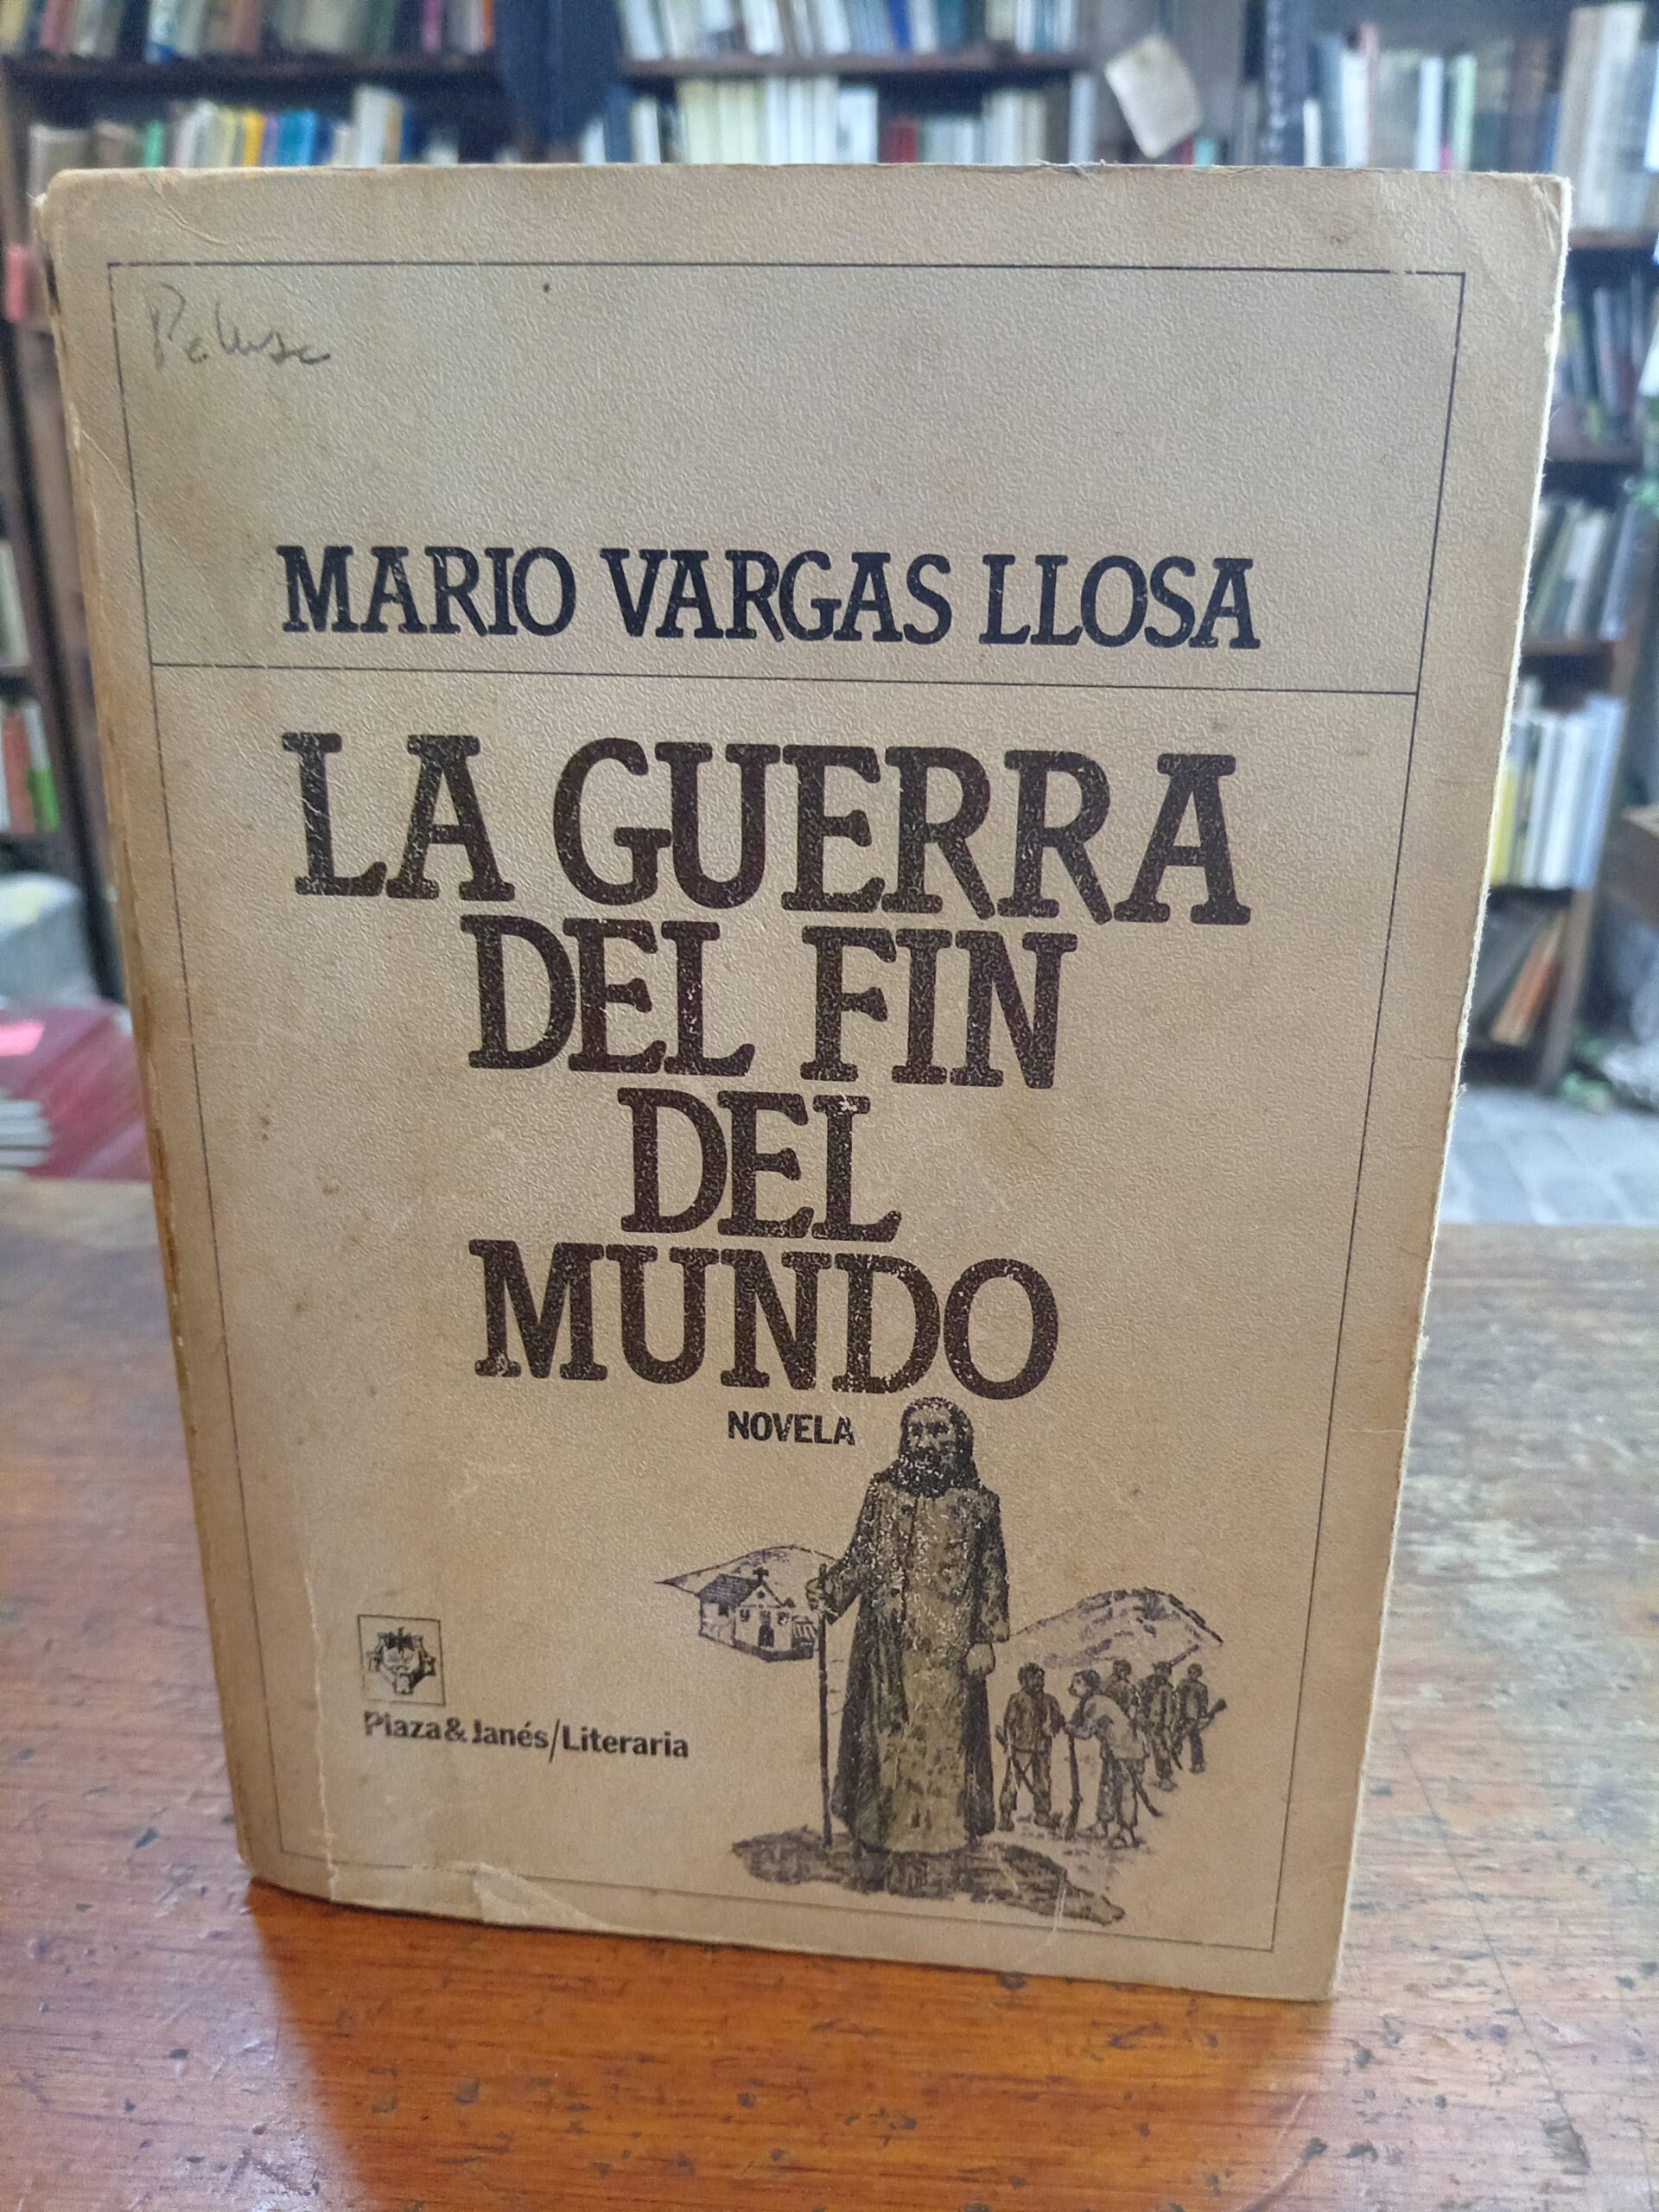 MARIO VARGAS LLOSA
LA GUERRA
DEL FIN
DEL
MUNDO
NOVELA
Plaza & Janés/Literaria